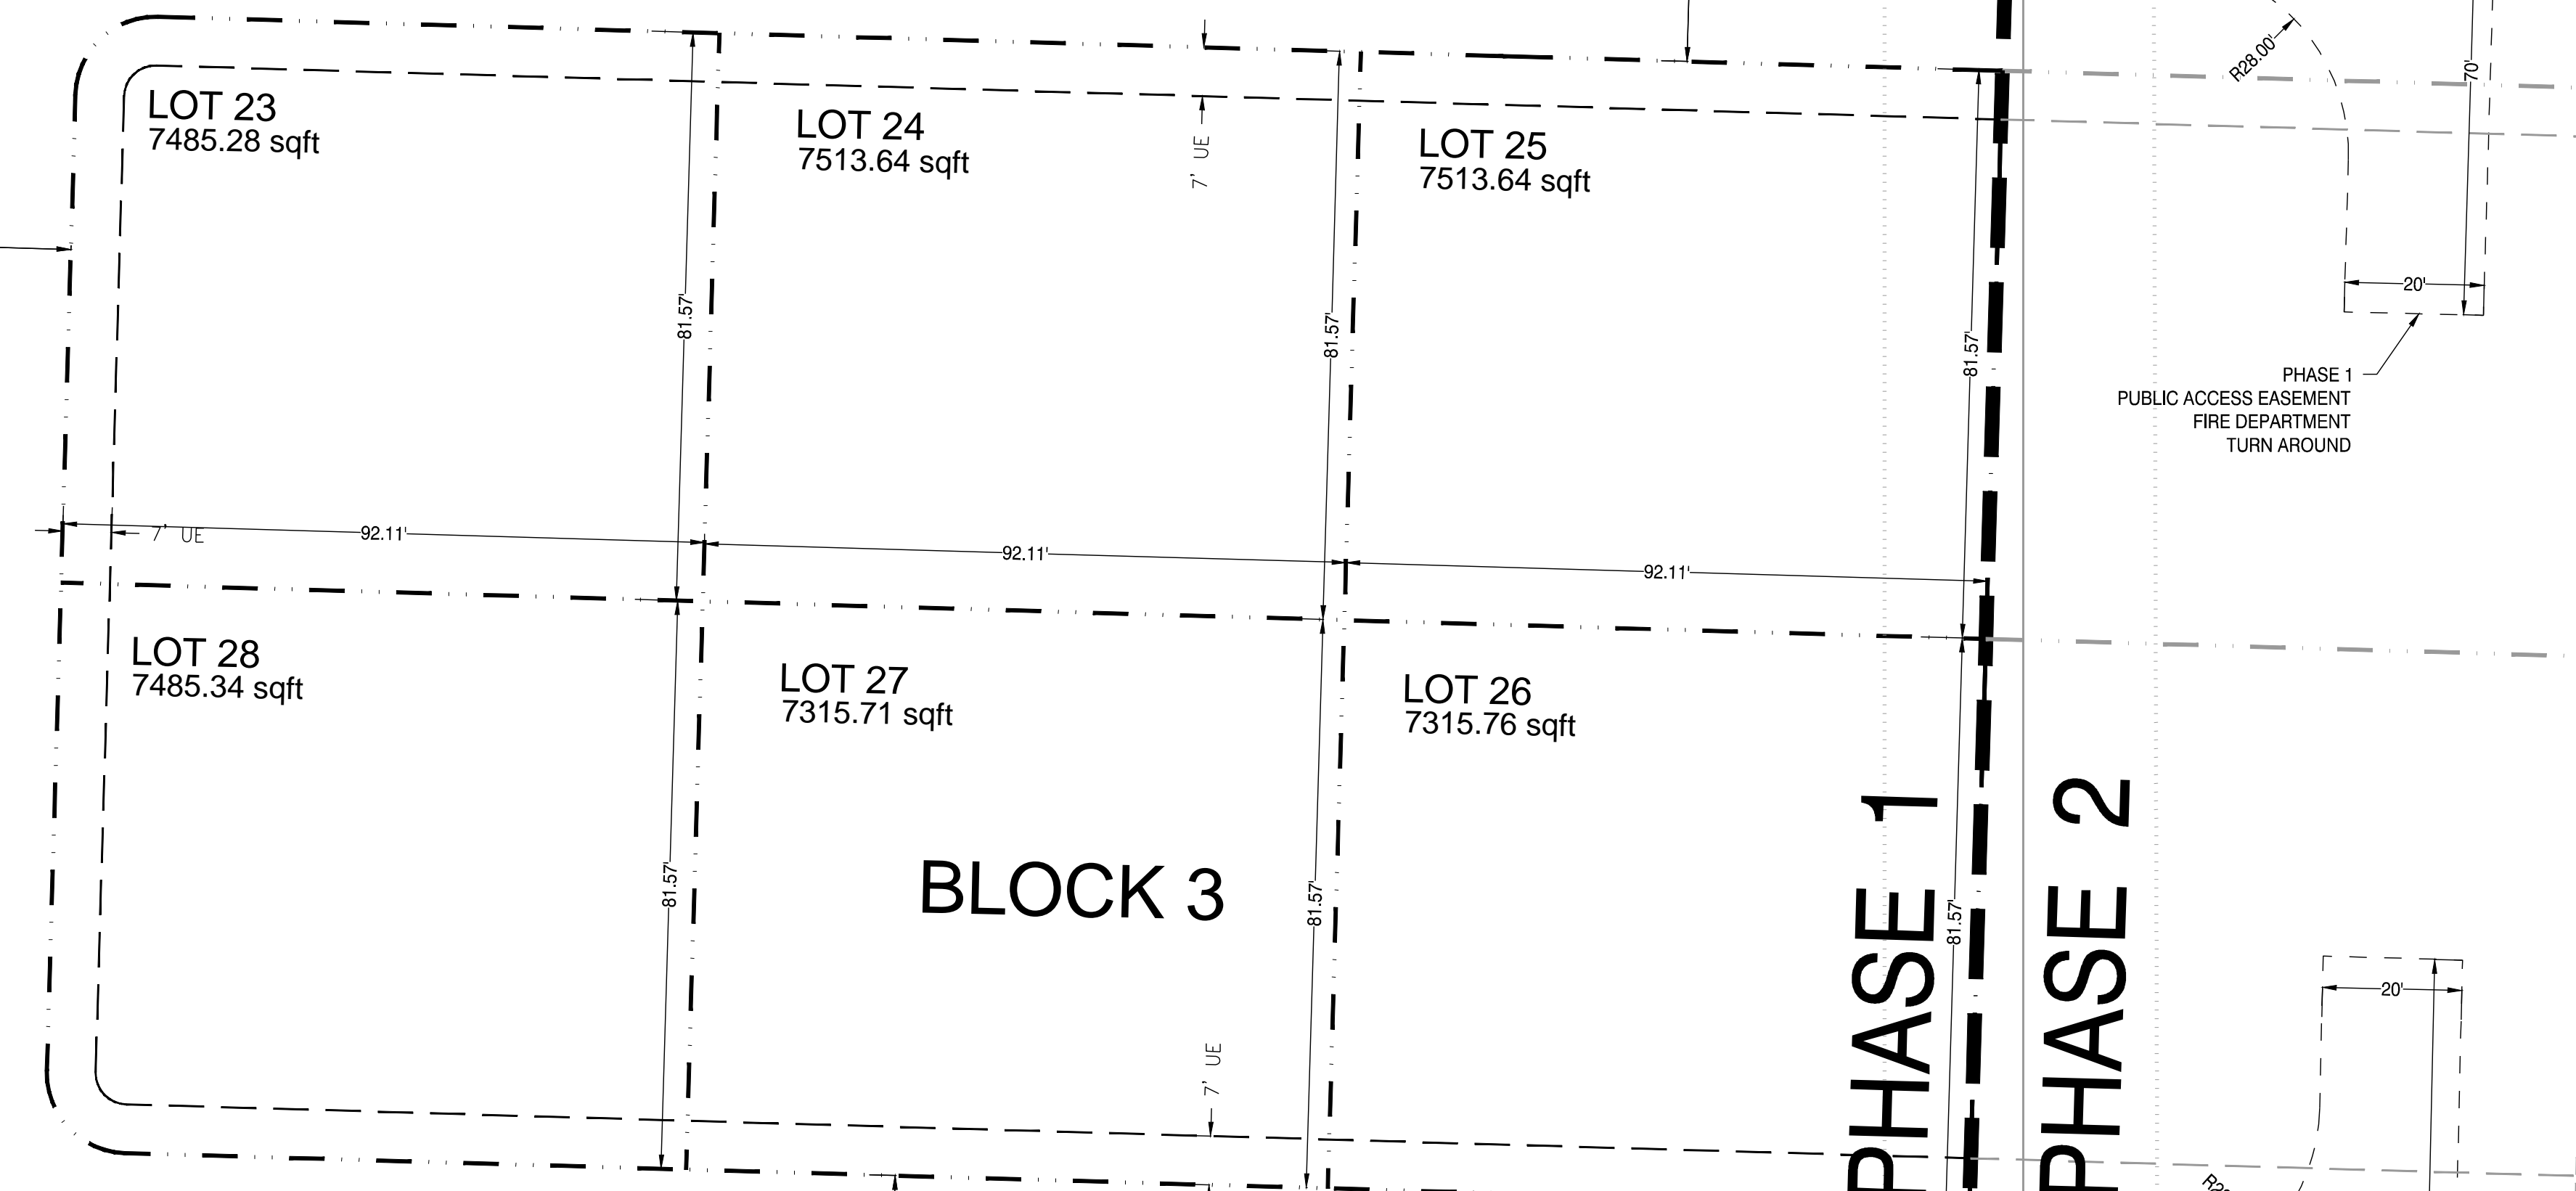 R28.00'
70'
LOT 23
7485.28 sqft
LOT 24
7513.64 sqft
7' UE
LOT 25
7513.64 sqft
20'
81.57'
81.57'
81.57'
PHASE 1
PUBLIC ACCESS EASEMENT
FIRE DEPARTMENT
TURN AROUND
7' UE
92.11'
92.11'
92.11'
LOT 28
7485.34 sqft
LOT 27
7315.71 sqft
LOT 26
7315.76 sqft
BLOCK 3
81.57'
81.57'
81.57'
PHASE 1
PHASE 2
20'
7' UE